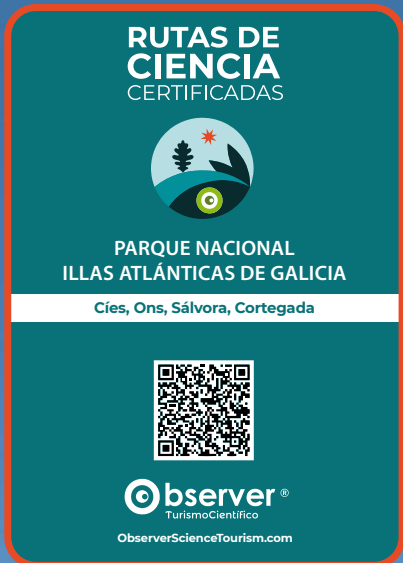 RUTAS DE
CIENCIA
CERTIFICADAS
PARQUE NACIONAL
ILLAS ATLÁNTICAS DE GALICIA
Cíes, Ons, Sálvora, Cortegada
Observer ®
TurismoCientífico
ObserverScienceTourism.com